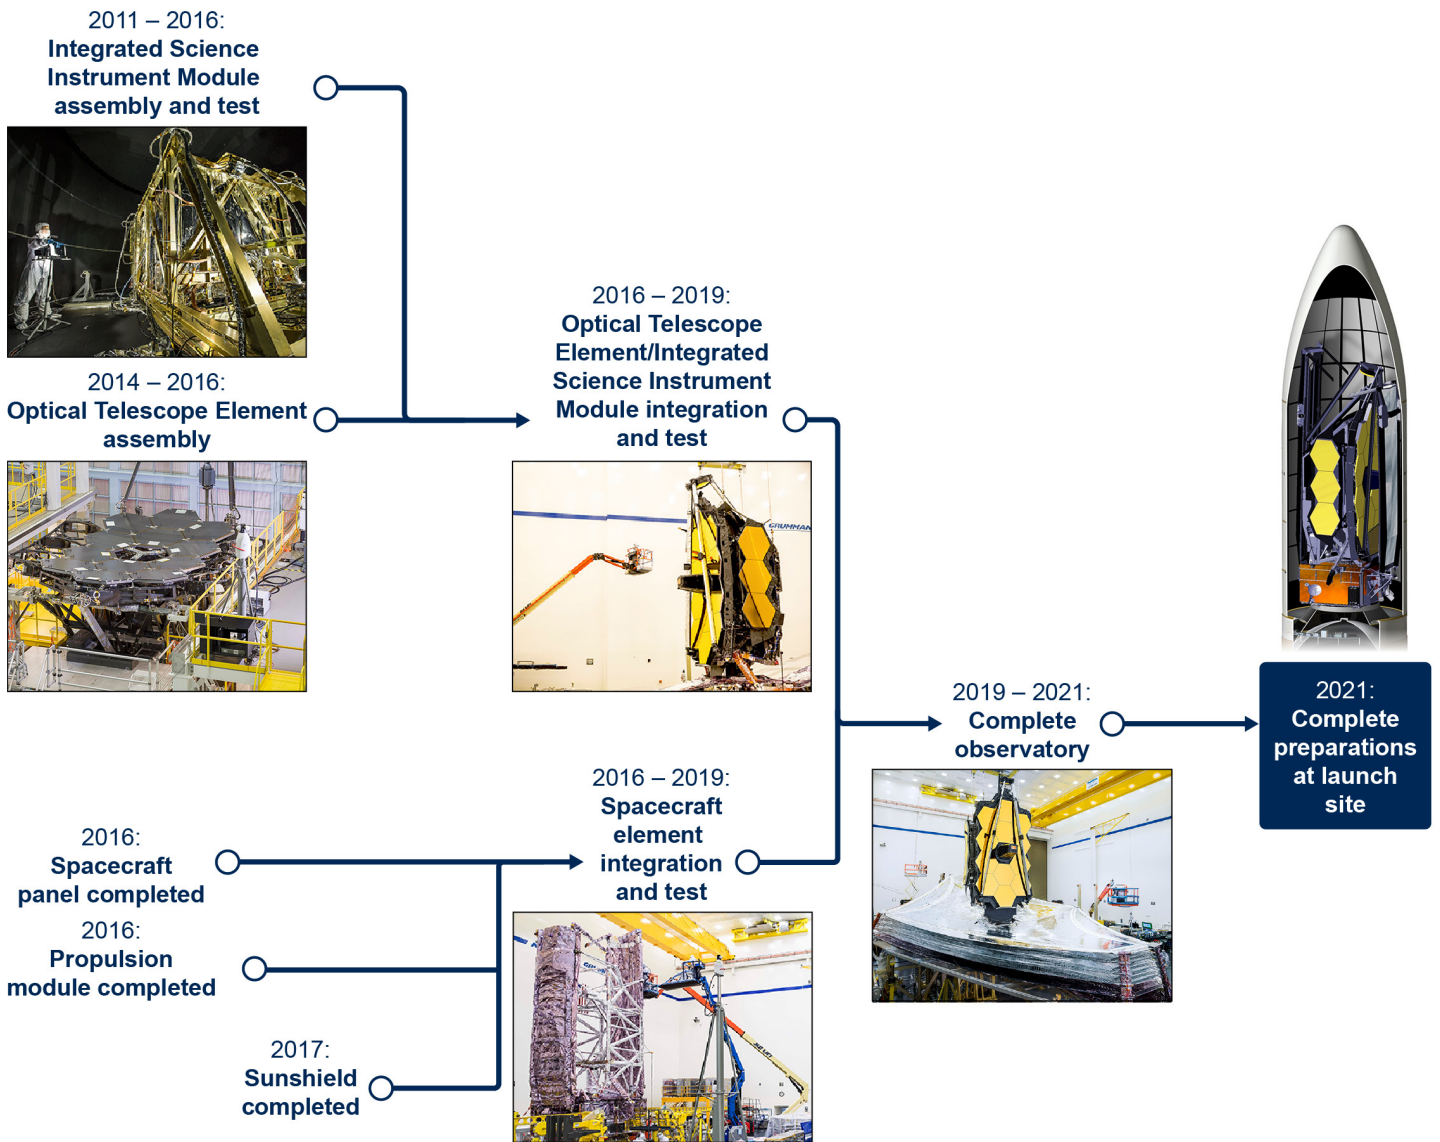 2011 – 2016:
Integrated Science
Instrument Module
assembly and test
2014 – 2016:
Optical Telescope Element
assembly
2016 – 2019:
Optical Telescope
Element/Integrated
Science Instrument
Module integration
and test
GRUMMAN
2016:
Spacecraft
panel completed
2016:
Propulsion
module completed
2017:
Sunshield
completed
2016 – 2019:
Spacecraft
element
integration
and test
2019 – 2021:
Complete
observatory
2021:
Complete
preparations
at launch
site